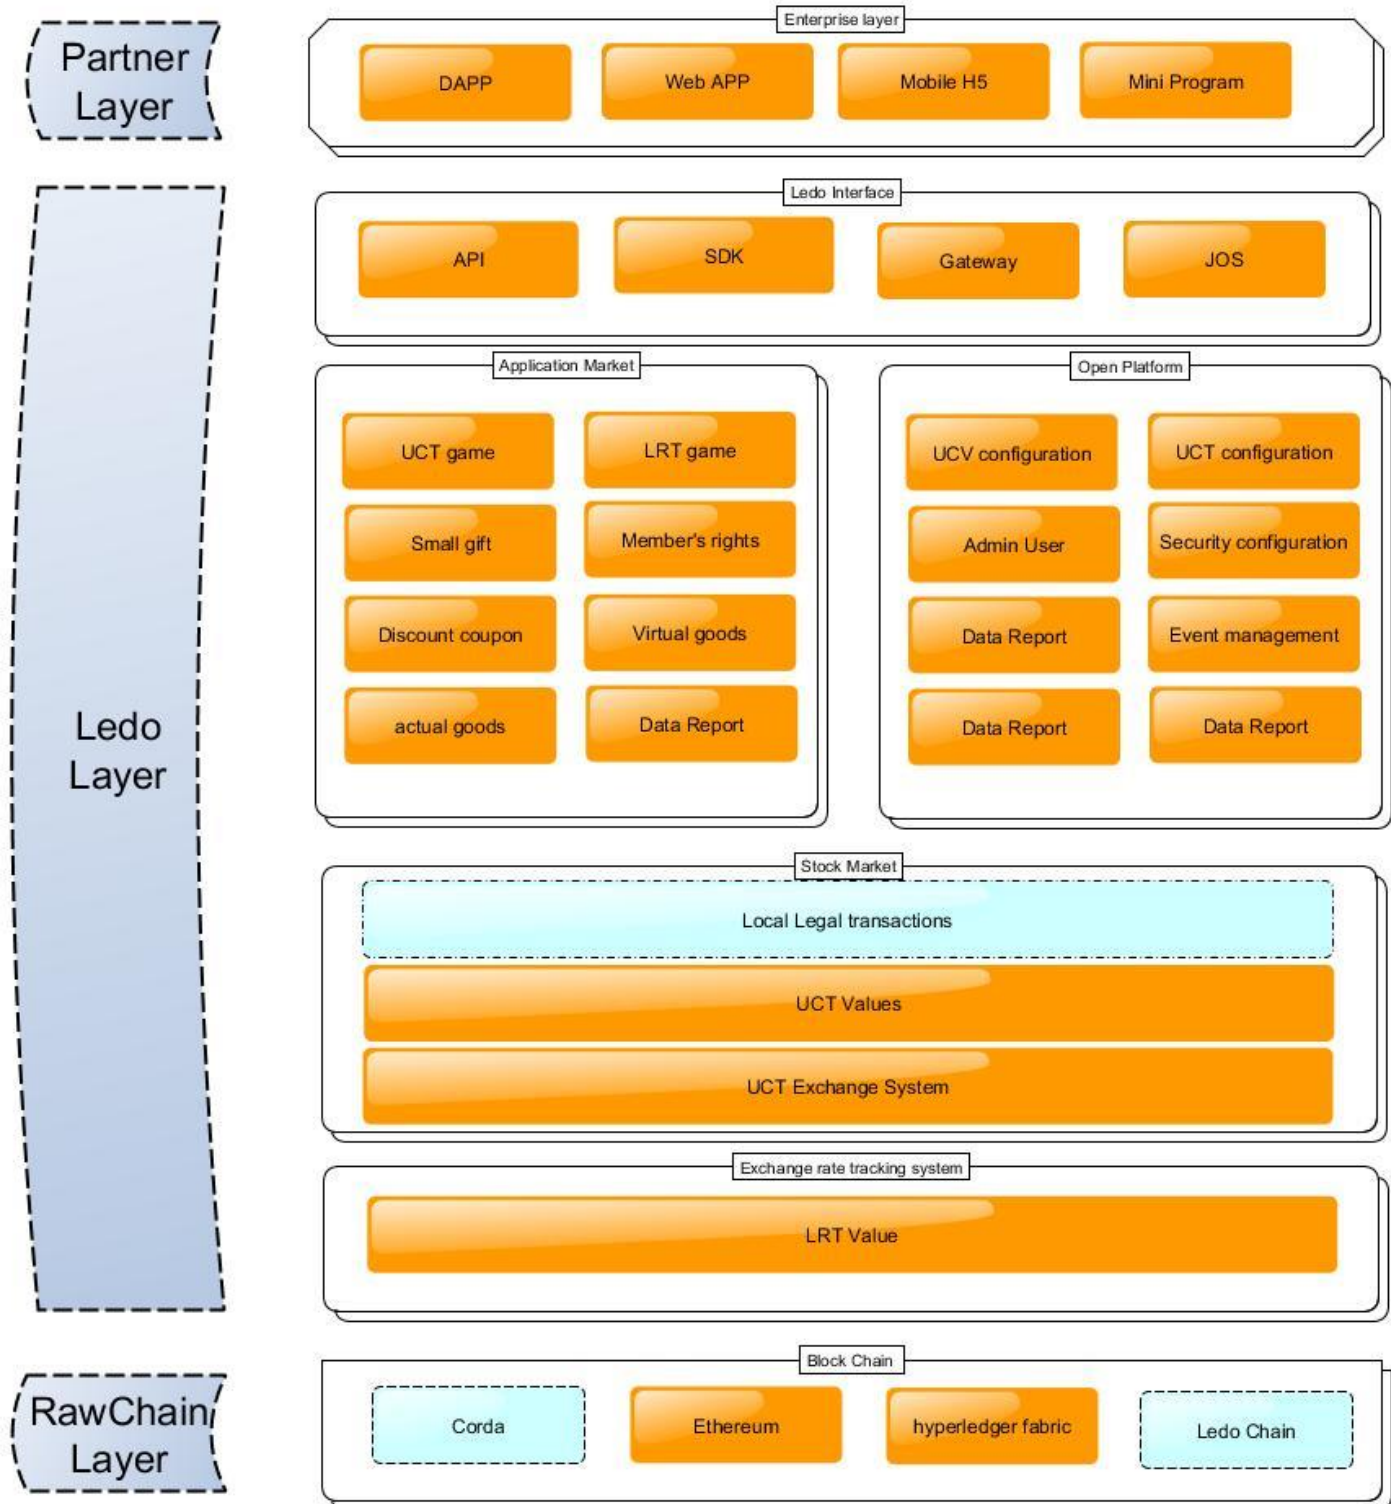 Partner
Layer
Enterprise layer
DAPP
Web APP
Mobile H5
Mini Program
Ledo
Layer
Ledo Interface
API
SDK
Gateway
JOS
Application Market
UCT game
LRT game
Small gift
Member's rights
Discount coupon
Virtual goods
actual goods
Data Report
Open Platform
UCV configuration
UCT configuration
Admin User
Security configuration
Data Report
Event management
Data Report
Data Report
Stock Market
Local Legal transactions
UCT Values
UCT Exchange System
Exchange rate tracking system
LRT Value
RawChain
Layer
Block Chain
Corda
Ethereum
hyperledger fabric
Ledo Chain